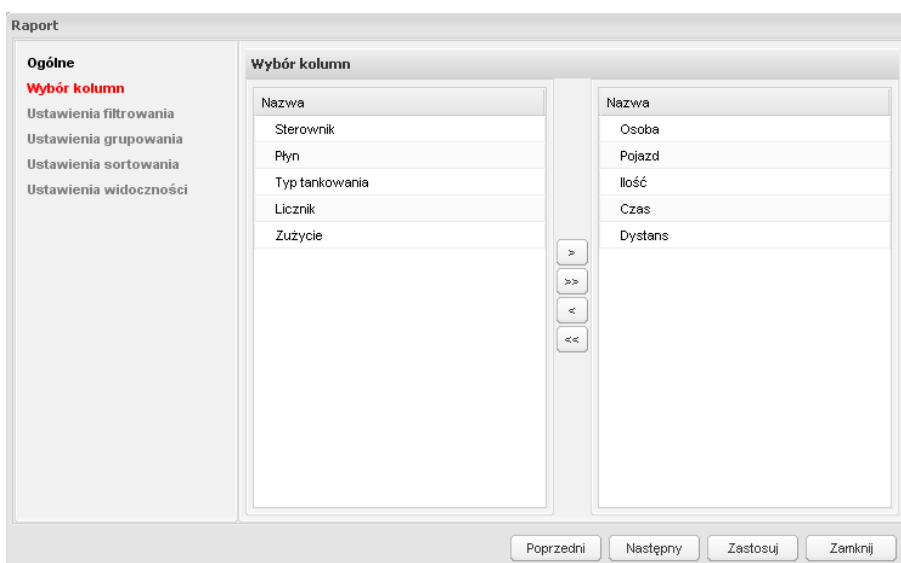 Raport
Ogólne
Wybór kolumn
Ustawienia filtrowania
Ustawienia grupowania
Ustawienia sortowania
Ustawienia widoczności
Wybór kolumn
Nazwa
Sterownik
Płyn
Typ tankowania
Licznik
Zużycie
>
>>
<
<<
Nazwa
Osoba
Pojazd
Ilość
Czas
Dystans
Poprzedni Następny Zastosuj Zamknij